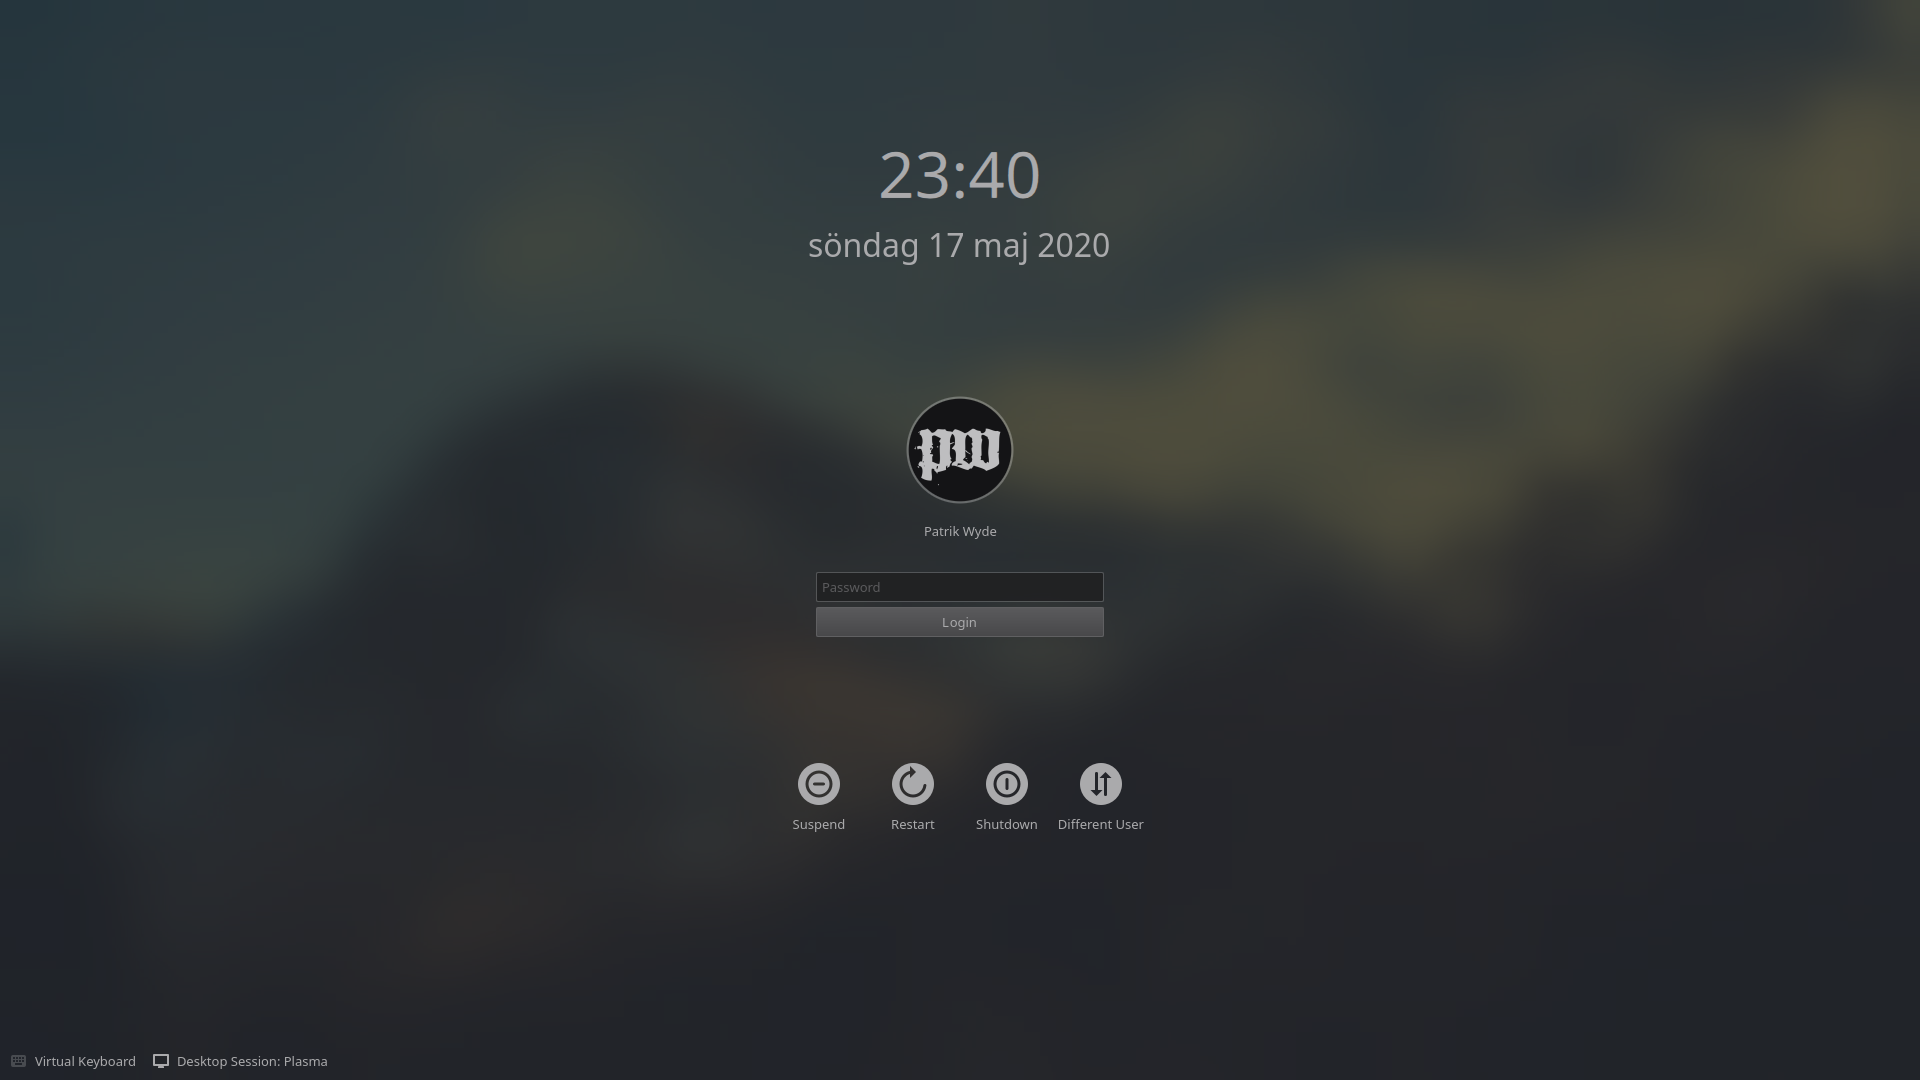 23:40
söndag 17 maj 2020
pw
Patrik Wyde
Password
Login
Suspend Restart Shutdown Different User
Virtual Keyboard Desktop Session: Plasma